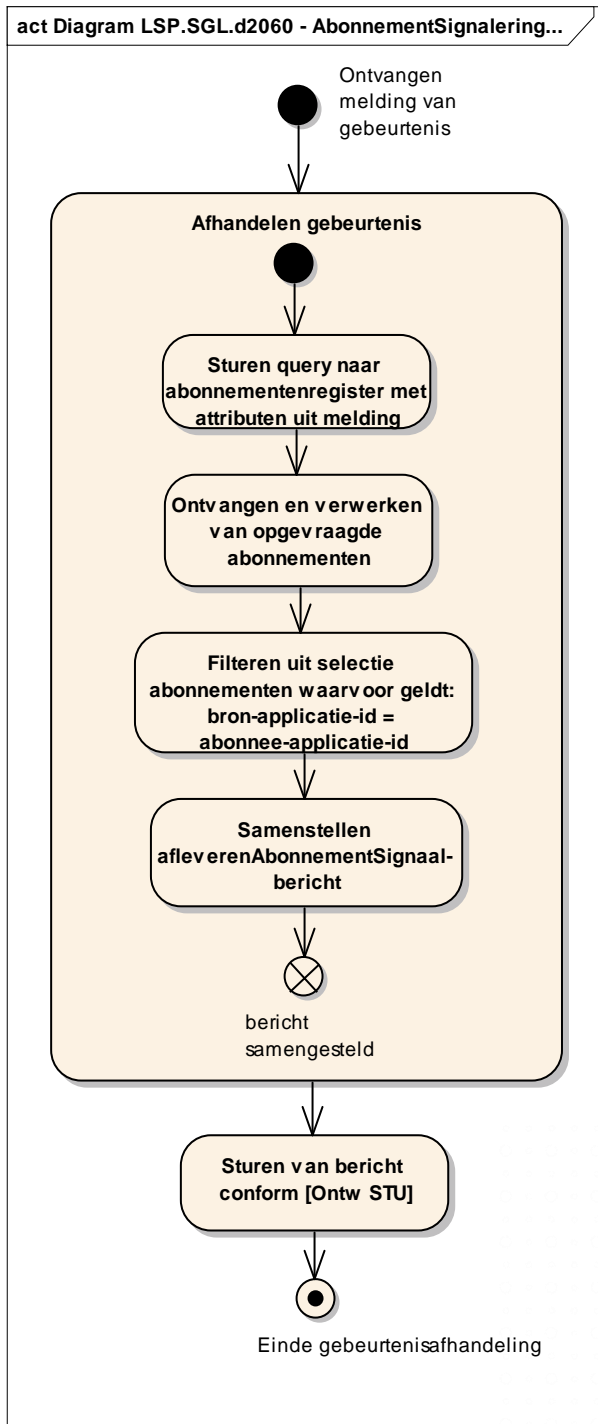 act Diagram LSP.SGL.d2060 - AbonnementSignalering...
Ontvangen
melding van
gebeurtenis
Afhandelen gebeurtenis
Sturen query naar
abonnementenregister met
attributen uit melding
Ontvangen en verwerken
van opgevraagde
abonnementen
Filteren uit selectie
abonnementen waarvoor geldt:
bron-applicatie-id =
abonnee-applicatie-id
Samenstellen
afleverenAbonnementSignaal-
bericht
bericht
samengesteld
Sturen van bericht
conform [Ontw STU]
Einde gebeurtenisafhandeling